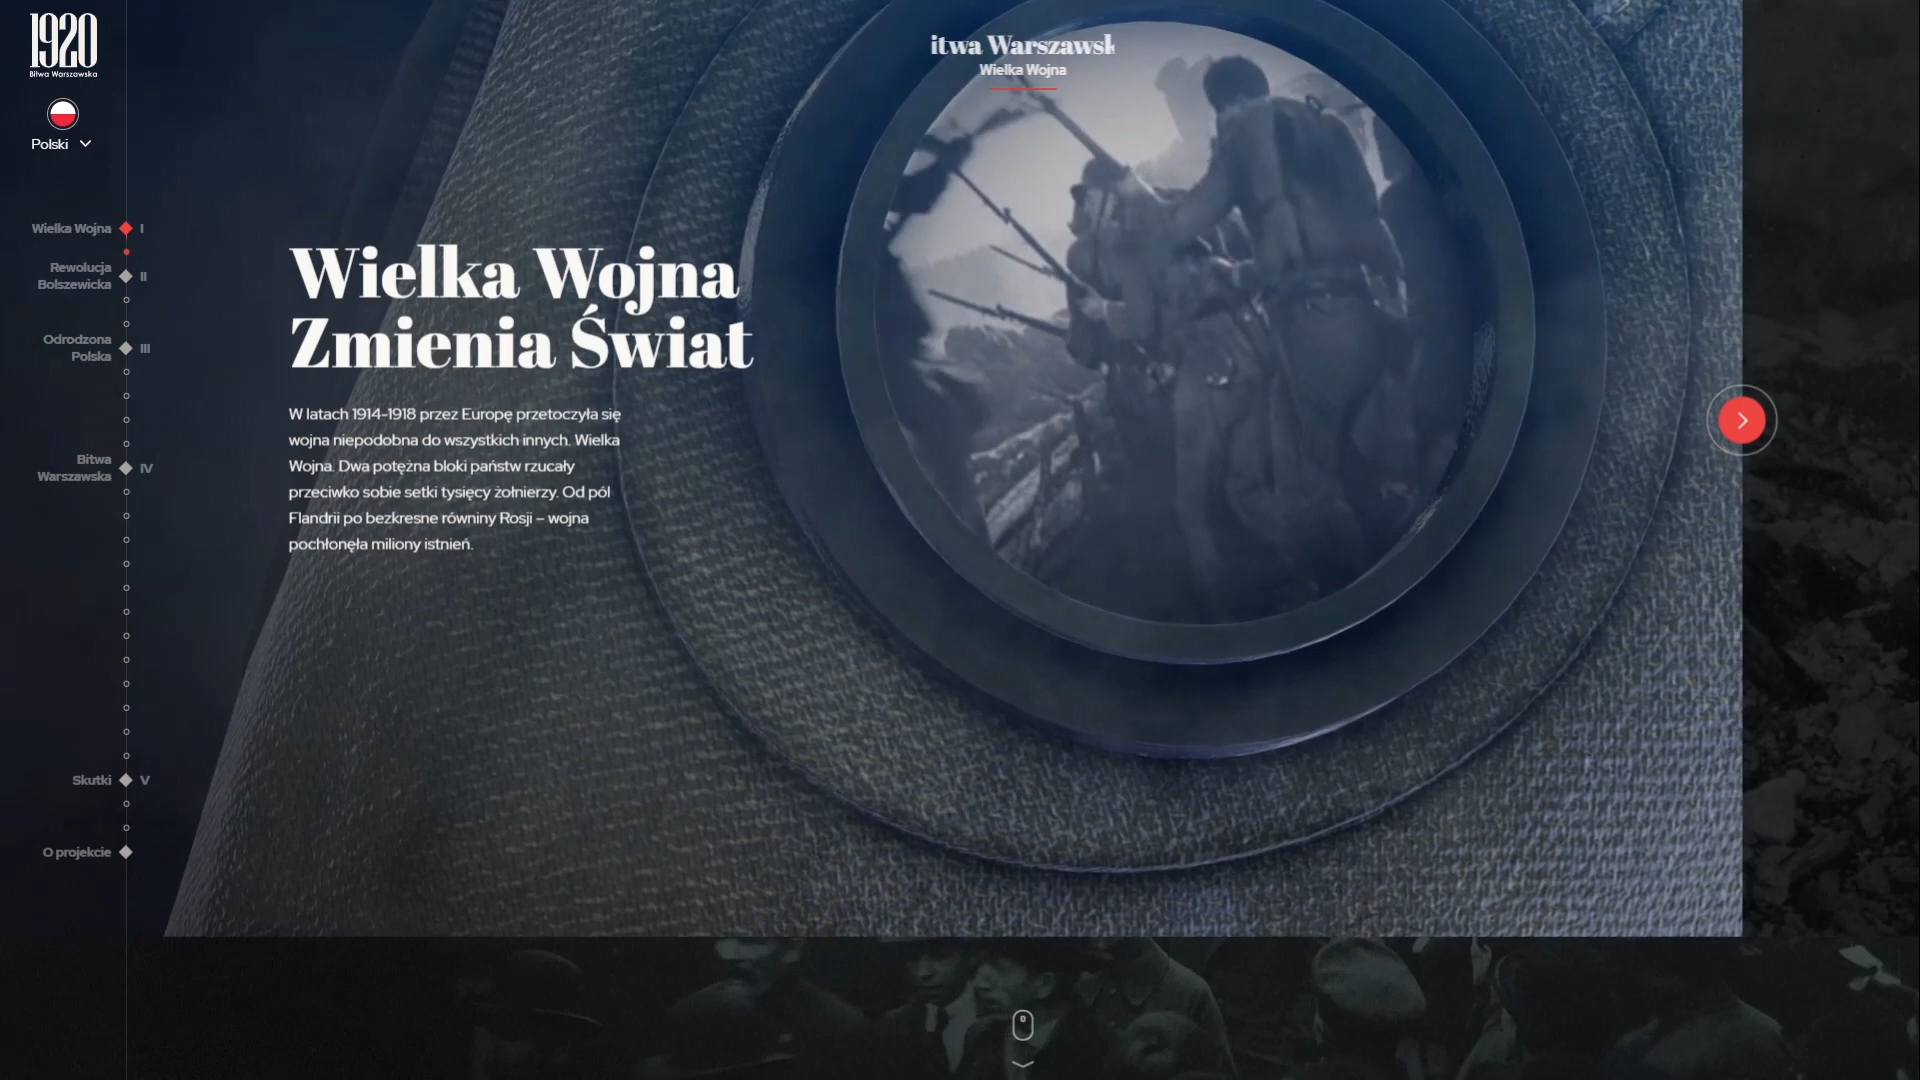 1920
Bitwa Warszawska
Polski
itwa Warszawsk
Wielka Wojna
Wielka Wojna I
Rewolucja
Bolszewicka II
Odrodzona
Polska III
Bitwa
Warszawska IV
Skutki V
O projekcie
Wielka Wojna
Zmienia Świat
W latach 1914-1918 przez Europę przetoczyła się
wojna niepodobna do wszystkich innych. Wielka
Wojna. Dwa potężna bloki państw rzucały
przeciwko sobie setki tysięcy żołnierzy. Od pól
Flandrii po bezkresne równiny Rosji – wojna
pochłonęła miliony istnień.